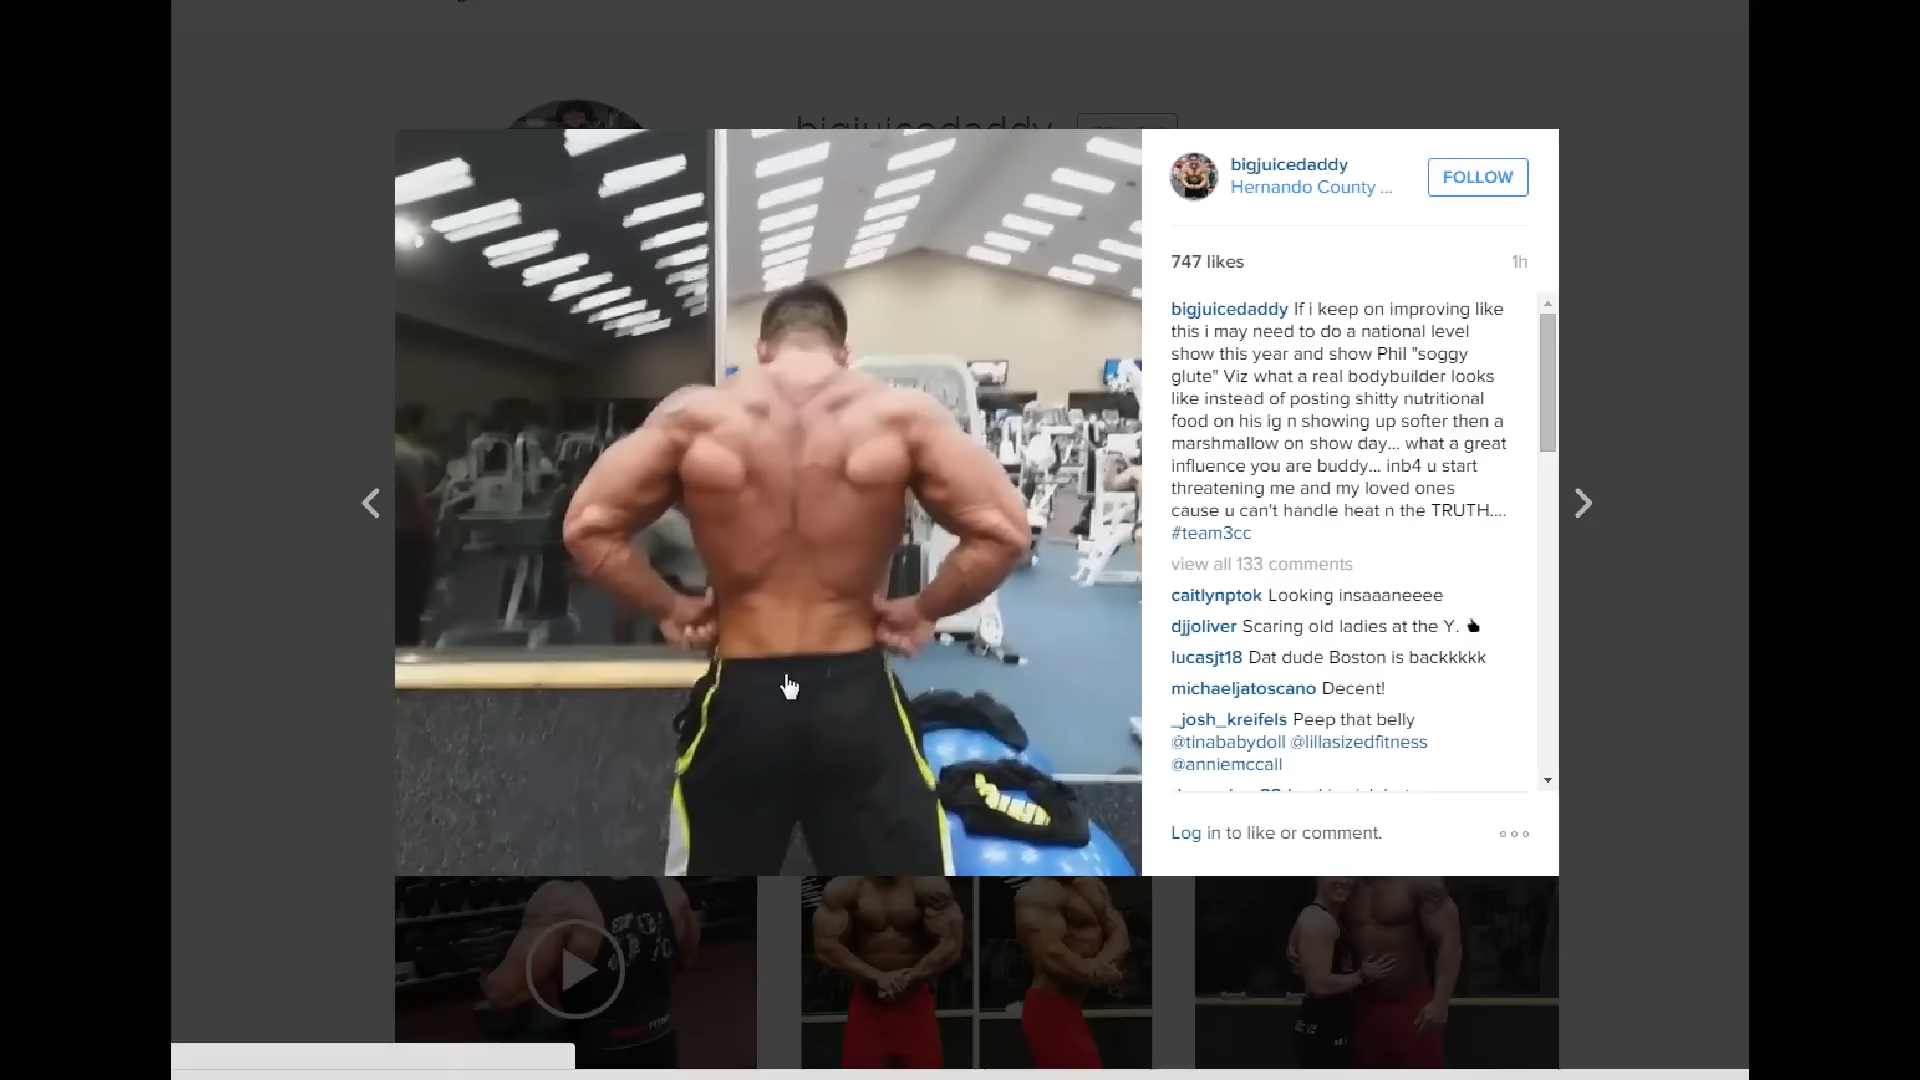 bigjuicedaddy
bigjuicedaddy
Hernando County ...
FOLLOW
747 likes
1h
bigjuicedaddy If i keep on improving like
this i may need to do a national level
show this year and show Phil "soggy
glute" Viz what a real bodybuilder looks
like instead of posting shitty nutritional
food on his ig n showing up softer then a
marshmallow on show day... what a great
influence you are buddy... inb4 u start
threatening me and my loved ones
cause u can't handle heat n the TRUTH....
#team3cc
view all 133 comments
caitlynptok Looking insaaaneeee
djjoliver Scaring old ladies at the Y.
lucasjt18 Dat dude Boston is backkkkk
michaeljatoscano Decent!
_josh_kreifels Peep that belly
@tinababydoll @lillasizedfitness
@anniemccall
Log in to like or comment.